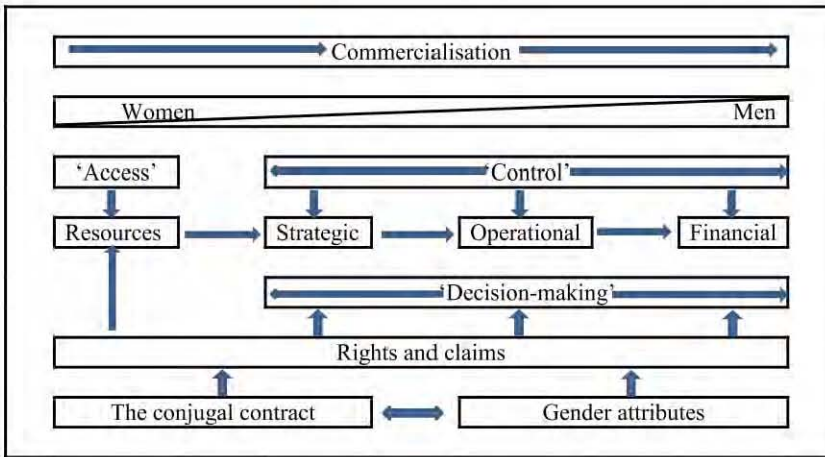 Commercialisation
Women Men
‘Access’ ‘Control’
Resources Strategic Operational Financial
‘Decision-making’
Rights and claims
The conjugal contract Gender attributes